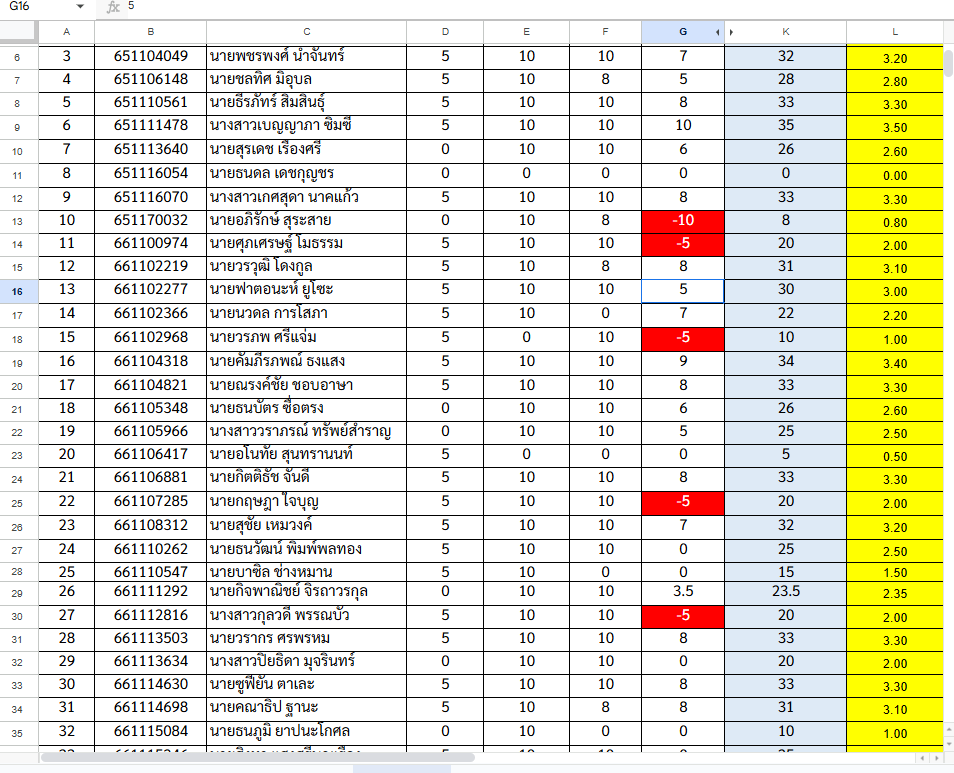 G16 fx 5
A B C D E F G K L
6 3 651104049 นายพชรพงศ์ นำจันทร์ 5 10 10 7 32 3.20
7 4 651106148 นายชลทิศ มิอุบล 5 10 8 5 28 2.80
8 5 651110561 นายธีรภัทร์ สิมสินธุ์ 5 10 10 8 33 3.30
9 6 651111478 นางสาวเบญญาภา ซิมซี 5 10 10 10 35 3.50
10 7 651113640 นายสุรเดช เรืองศรี 0 10 10 6 26 2.60
11 8 651116054 นายธนดล เดชกุญชร 0 0 0 0 0 0.00
12 9 651116070 นางสาวเกศสุดา นาคแก้ว 5 10 10 8 33 3.30
13 10 651170032 นายอภิรักษ์ สุระสาย 0 10 8 -10 8 0.80
14 11 661100974 นายศุภเศรษฐ์ โมธรรม 5 10 10 -5 20 2.00
15 12 661102219 นายวรวุฒิ โดงกูล 5 10 8 8 31 3.10
16 13 661102277 นายฟาตอนะห์ ยูโซะ 5 10 10 5 30 3.00
17 14 661102366 นายนวดล การโสภา 5 10 0 7 22 2.20
18 15 661102968 นายวรภพ ศรีแจ่ม 5 0 10 -5 10 1.00
19 16 661104318 นายคัมภีรภพณ์ ธงแสง 5 10 10 9 34 3.40
20 17 661104821 นายณรงค์ชัย ชอบอาษา 5 10 10 8 33 3.30
21 18 661105348 นายธนบัตร ซื่อตรง 0 10 10 6 26 2.60
22 19 661105966 นางสาววราภรณ์ ทรัพย์สำราญ 0 10 10 5 25 2.50
23 20 661106417 นายอโนทัย สุนทรานนท์ 5 0 0 0 5 0.50
24 21 661106881 นายกิตติธัช จันดี 5 10 10 8 33 3.30
25 22 661107285 นายกฤษฎา ใจบุญ 5 10 10 -5 20 2.00
26 23 661108312 นายสุชัย เหมวงค์ 5 10 10 7 32 3.20
27 24 661110262 นายธนวัฒน์ พิมพ์พลทอง 5 10 10 0 25 2.50
28 25 661110547 นายบาซิล ช่างหมาน 5 10 0 0 15 1.50
29 26 661111292 นายกิจพาณิชย์ จิรถาวรกุล 0 10 10 3.5 23.5 2.35
30 27 661112816 นางสาวกุลวดี พรรณบัว 5 10 10 -5 20 2.00
31 28 661113503 นายวรากร ศรพรหม 5 10 10 8 33 3.30
32 29 661113634 นางสาวปิยธิดา มุจรินทร์ 0 10 10 0 20 2.00
33 30 661114630 นายซูฟียัน ตาเละ 5 10 10 8 33 3.30
34 31 661114698 นายคณาธิป ฐานะ 5 10 8 8 31 3.10
35 32 661115084 นายธนภูมิ ยาปนะโกศล 0 10 0 0 10 1.00